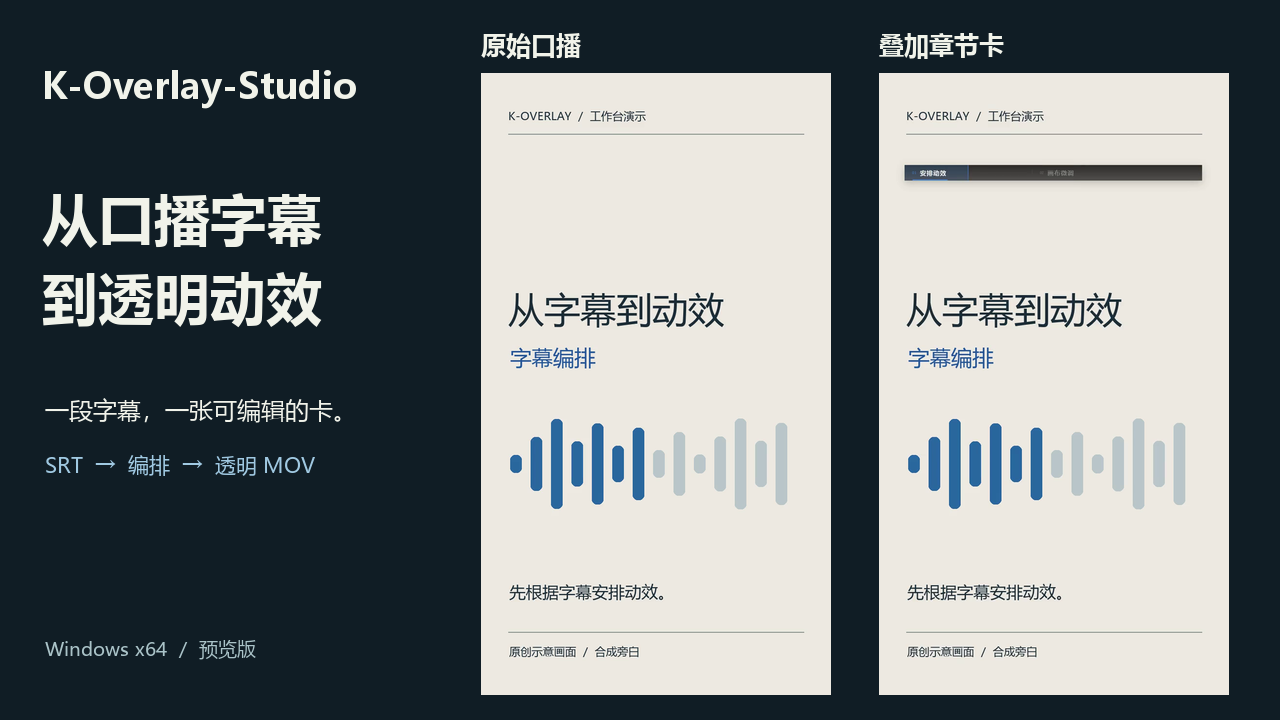 K-Overlay-Studio
从口播字幕
到透明动效
一段字幕，一张可编辑的卡。
SRT → 编排 → 透明 MOV
Windows x64 / 预览版
原始口播
K-OVERLAY / 工作台演示
从字幕到动效
字幕编排
先根据字幕安排动效。
原创示意画面 / 合成旁白
叠加章节卡
K-OVERLAY / 工作台演示
安排动效
画布微调
从字幕到动效
字幕编排
先根据字幕安排动效。
原创示意画面 / 合成旁白